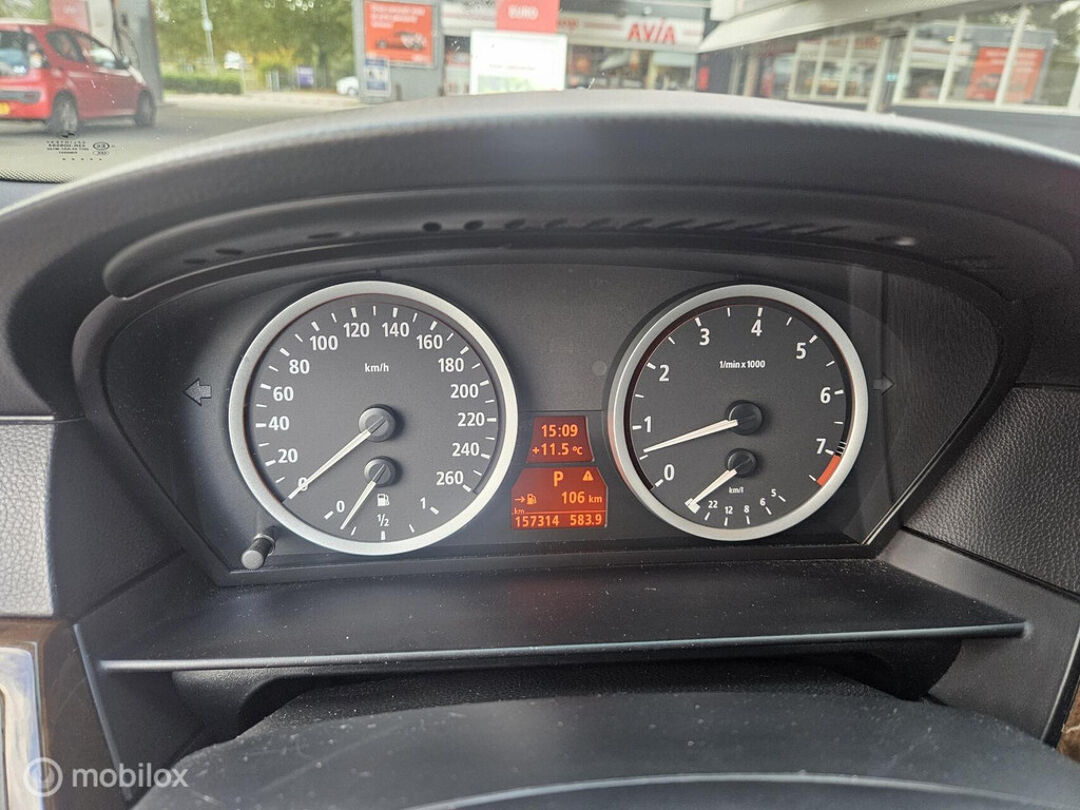 EURO
AVIA
20 40 60 80 100 120 140 160 180 200 220 240 260
0
km/h
0 1/2 1
15:09
+11.5 °C
P
106 km
km
157314 583.9
0 1 2 3 4 5 6 7
1/min x 1000
km/l
22 12 8 6 5
mobilox